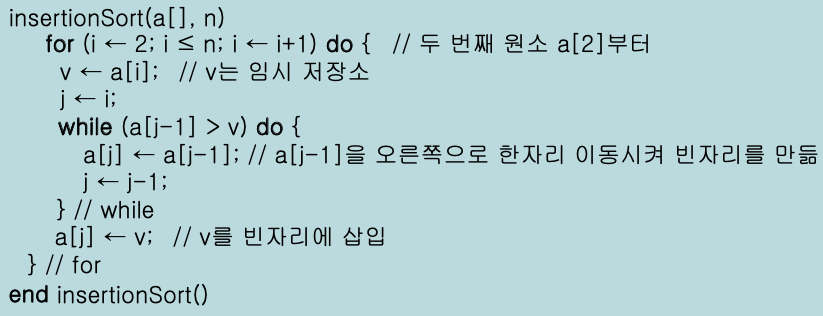 insertionSort(a[], n)
for (i ← 2; i ≤ n; i ← i+1) do { // 두 번째 원소 a[2]부터
v ← a[i]; // v는 임시 저장소
j ← i;
while (a[j-1] > v) do {
a[j] ← a[j-1]; // a[j-1]을 오른쪽으로 한자리 이동시켜 빈자리를 만듦
j ← j-1;
} // while
a[j] ← v; // v를 빈자리에 삽입
} // for
end insertionSort()